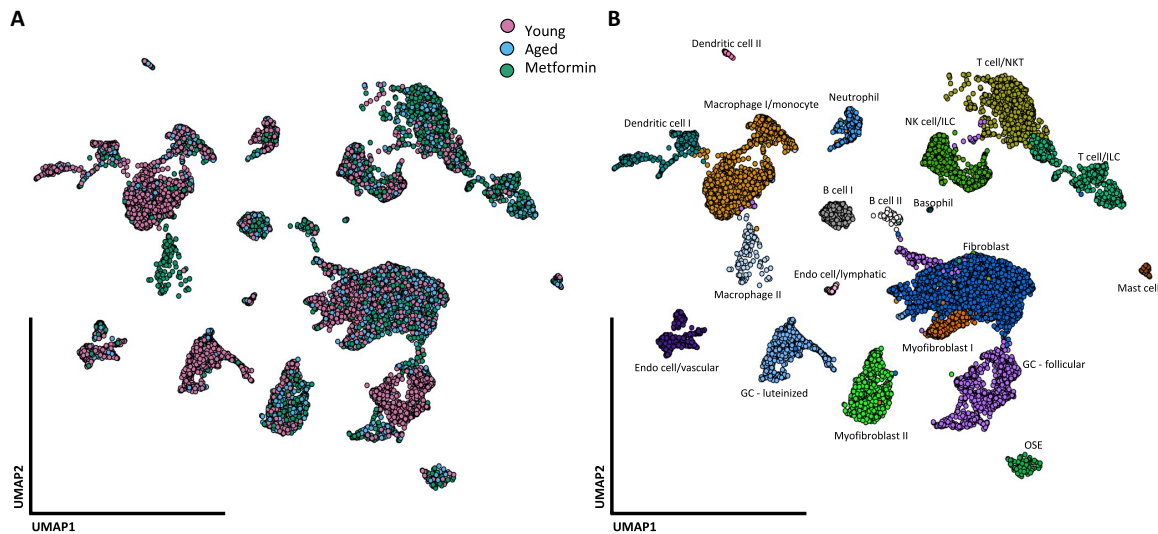 A
Young
Aged
Metformin
UMAP2
UMAP1
B
Dendritic cell II
T cell/NKT
Macrophage I/monocyte
Neutrophil
Dendritic cell I
NK cell/ILC
T cell/ILC
B cell I
B cell II
Basophil
Fibroblast
Endo cell/lymphatic
Mast cell
Macrophage II
Myofibroblast I
Endo cell/vascular
GC - follicular
GC - luteinized
Myofibroblast II
OSE
UMAP2
UMAP1